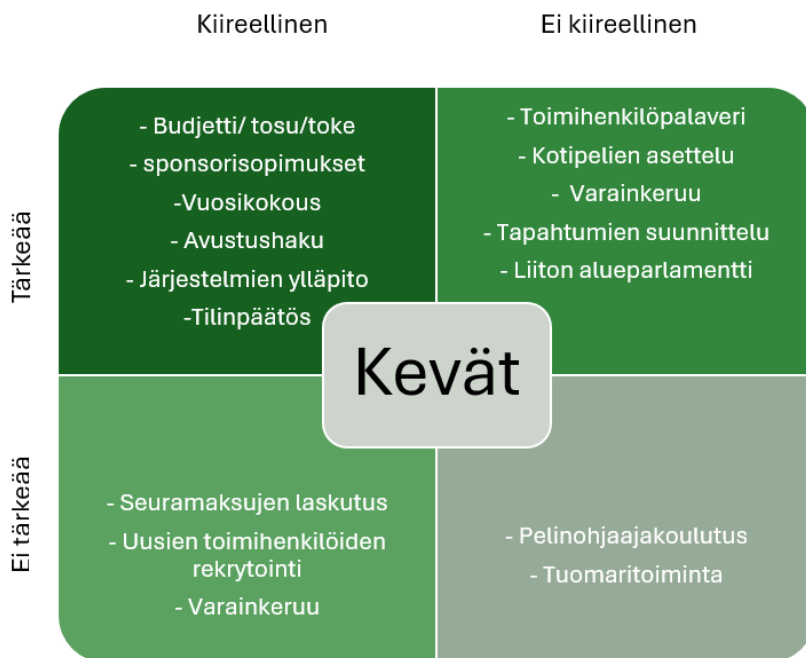 Kiireellinen
Ei kiireellinen
Tärkeää
- Budjetti/ tosu/toke
- sponsorisopimukset
-Vuosikokous
- Avustushaku
- Järjestelmien ylläpito
-Tilinpäätös
- Toimihenkilöpalaveri
- Kotipelien asettelu
- Varainkeruu
- Tapahtumien suunnittelu
- Liiton alueparlamentti
Kevät
Ei tärkeää
- Seuramaksujen laskutus
- Uusien toimihenkilöiden
rekrytointi
- Varainkeruu
- Pelinohjaajakoulutus
- Tuomaritoiminta